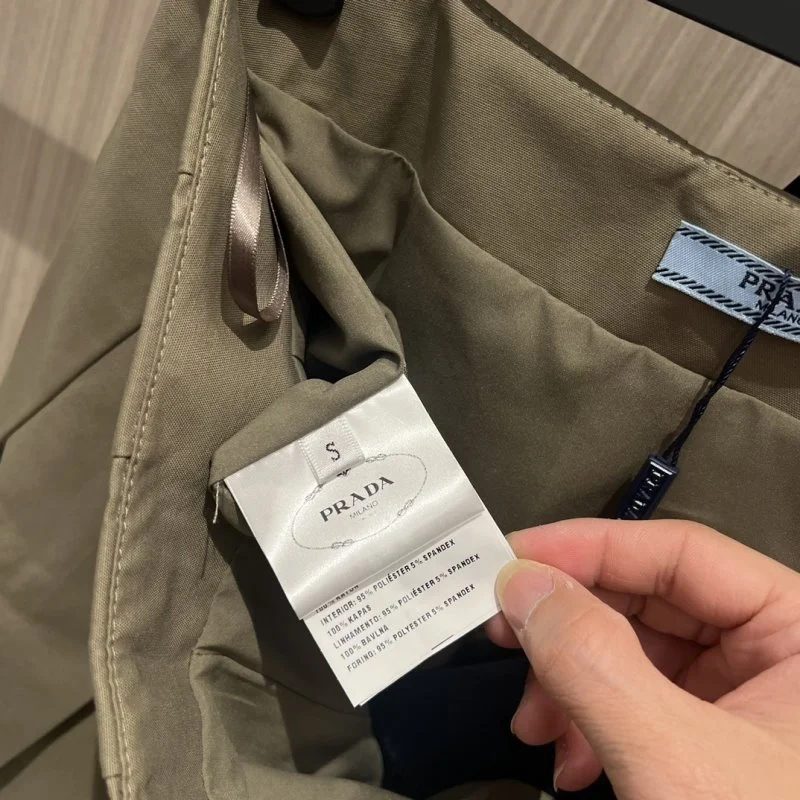 PRA
MILANO
S
PRADA
MILANO
INTERIOR: 95% POLIÉSTER 5% SPANDEX
100% KAPAS
LINHAMENTO: 95% POLIÉSTER 5% SPANDEX
100% BAVLNA
FORINO: 95% POLYESTER 5% SPANDEX